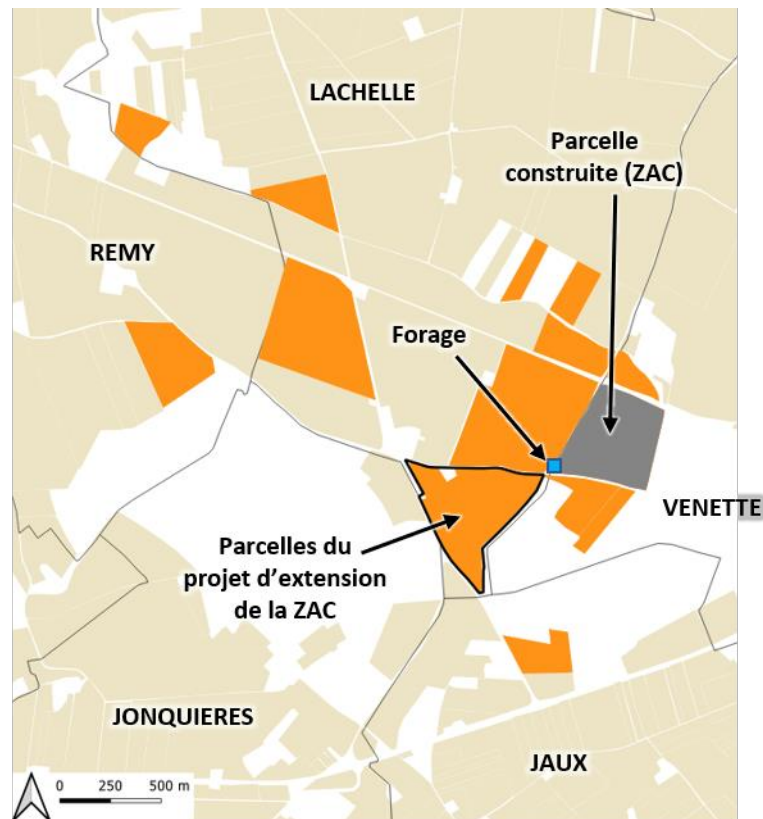 LACHELLE
Parcelle
construite (ZAC)
REMY
Forage
VENETTE
Parcelles du
projet d'extension
de la ZAC
JONQUIERES
JAUX
0 250 500 m